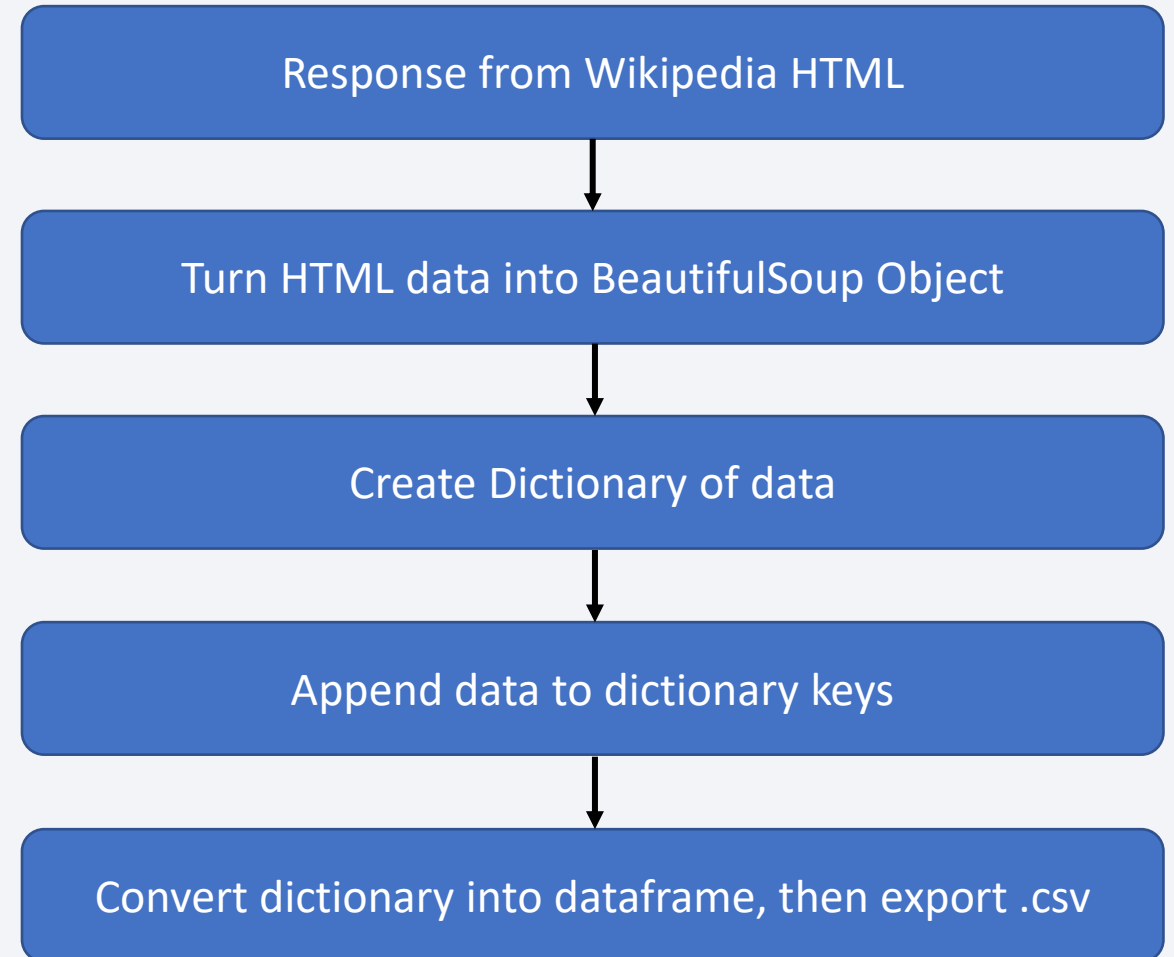 Response from Wikipedia HTML
Turn HTML data into BeautifulSoup Object
Create Dictionary of data
Append data to dictionary keys
Convert dictionary into dataframe, then export .csv